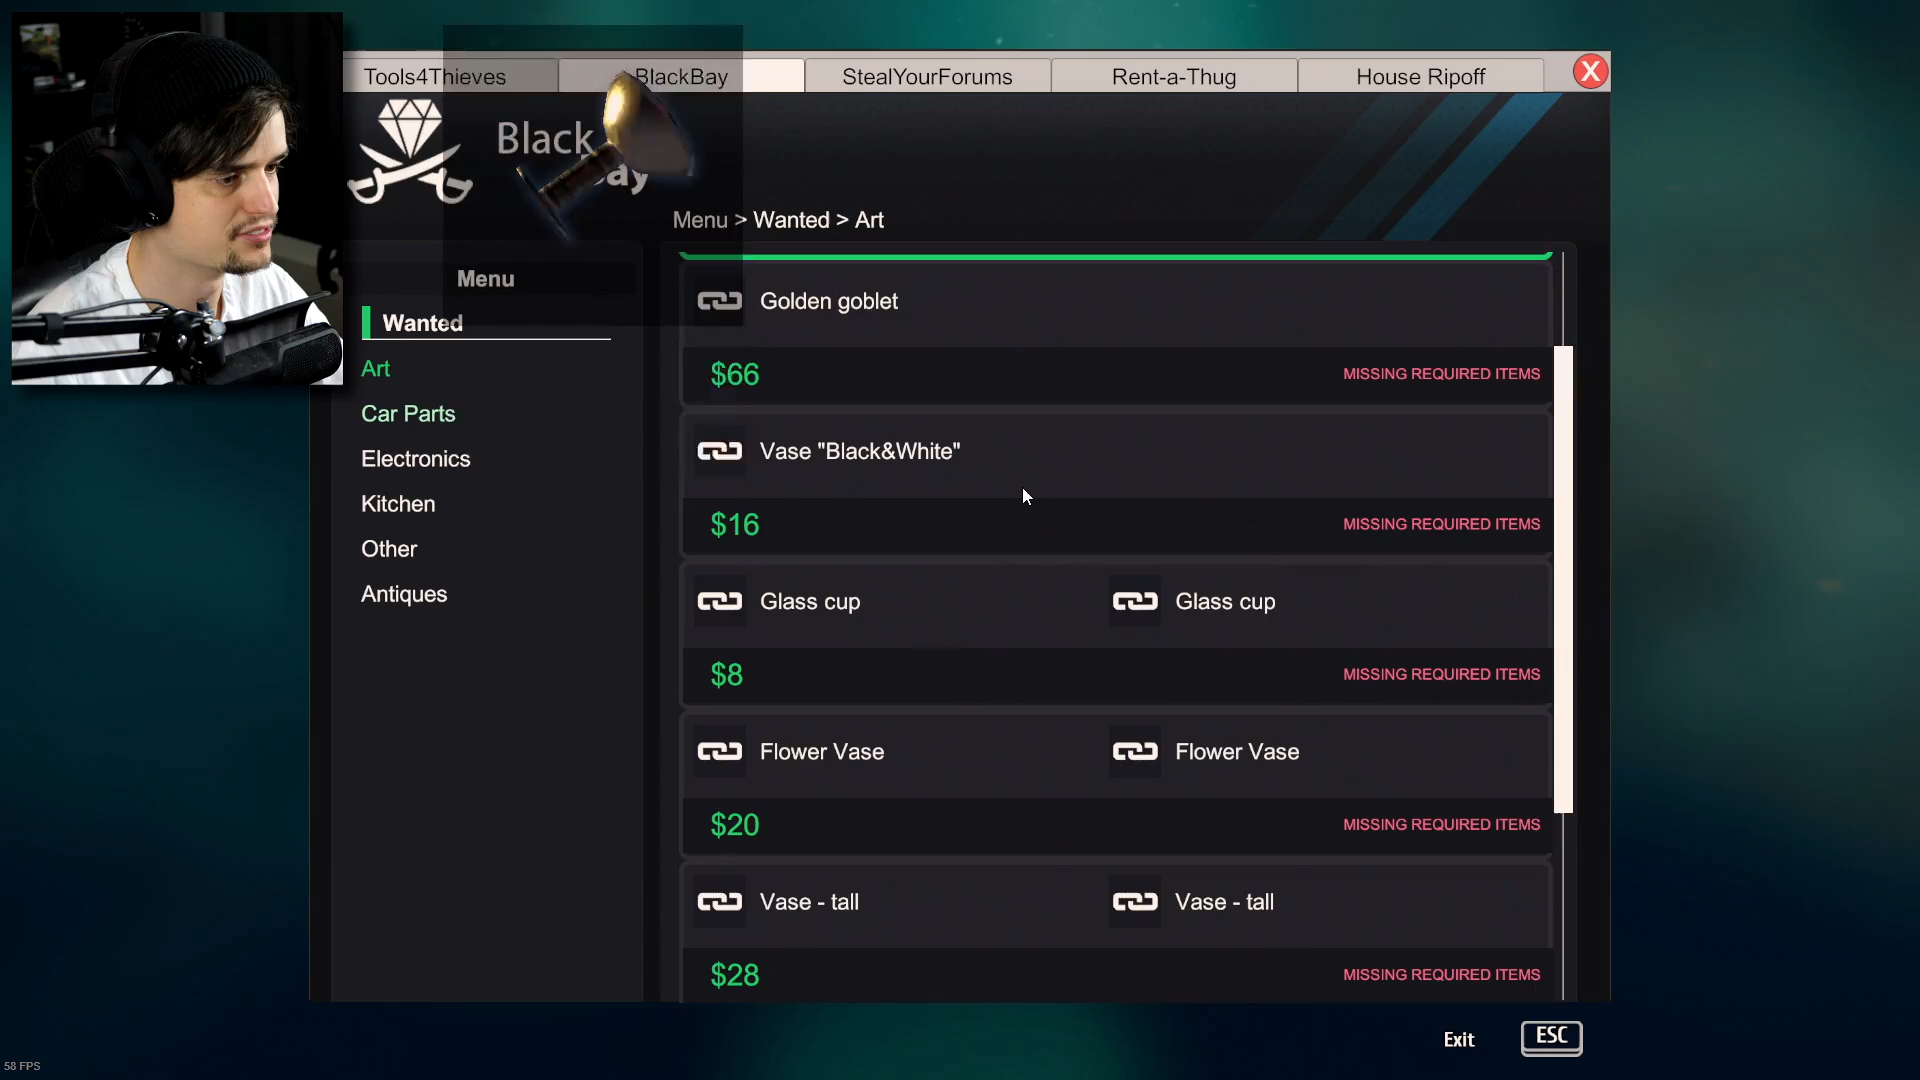 Tools4Thieves BlackBay StealYourForums Rent-a-Thug House Ripoff X
Black
Bay
Menu > Wanted > Art
Menu
Wanted
Art
Car Parts
Electronics
Kitchen
Other
Antiques
Golden goblet
$66 MISSING REQUIRED ITEMS
Vase "Black&White"
$16 MISSING REQUIRED ITEMS
Glass cup Glass cup
$8 MISSING REQUIRED ITEMS
Flower Vase Flower Vase
$20 MISSING REQUIRED ITEMS
Vase - tall Vase - tall
$28 MISSING REQUIRED ITEMS
Exit ESC
58 FPS